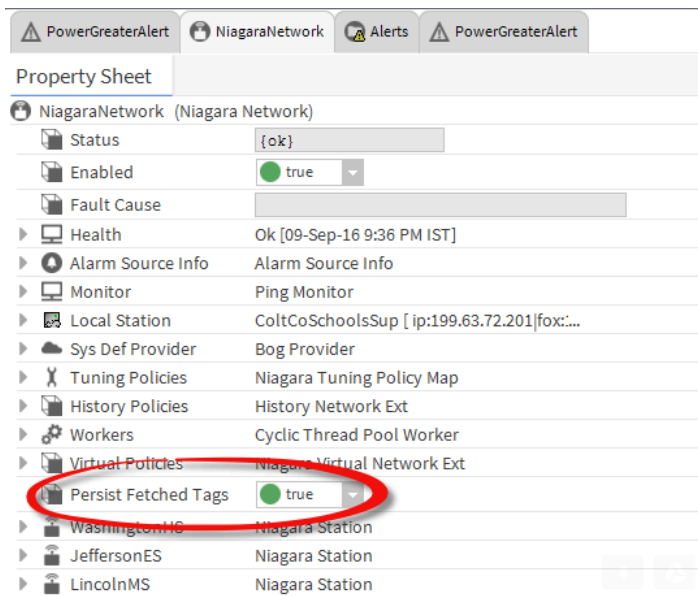 PowerGreaterAlert NiagaraNetwork Alerts PowerGreaterAlert
Property Sheet
NiagaraNetwork (Niagara Network)
Status {ok}
Enabled true
Fault Cause
Health Ok [09-Sep-16 9:36 PM IST]
Alarm Source Info Alarm Source Info
Monitor Ping Monitor
Local Station ColtCoSchoolsSup [ ip:199.63.72.201|fox:...
Sys Def Provider Bog Provider
Tuning Policies Niagara Tuning Policy Map
History Policies History Network Ext
Workers Cyclic Thread Pool Worker
Virtual Policies Niagara Virtual Network Ext
Persist Fetched Tags true
WashingtonHS Niagara Station
JeffersonES Niagara Station
LincolnMS Niagara Station